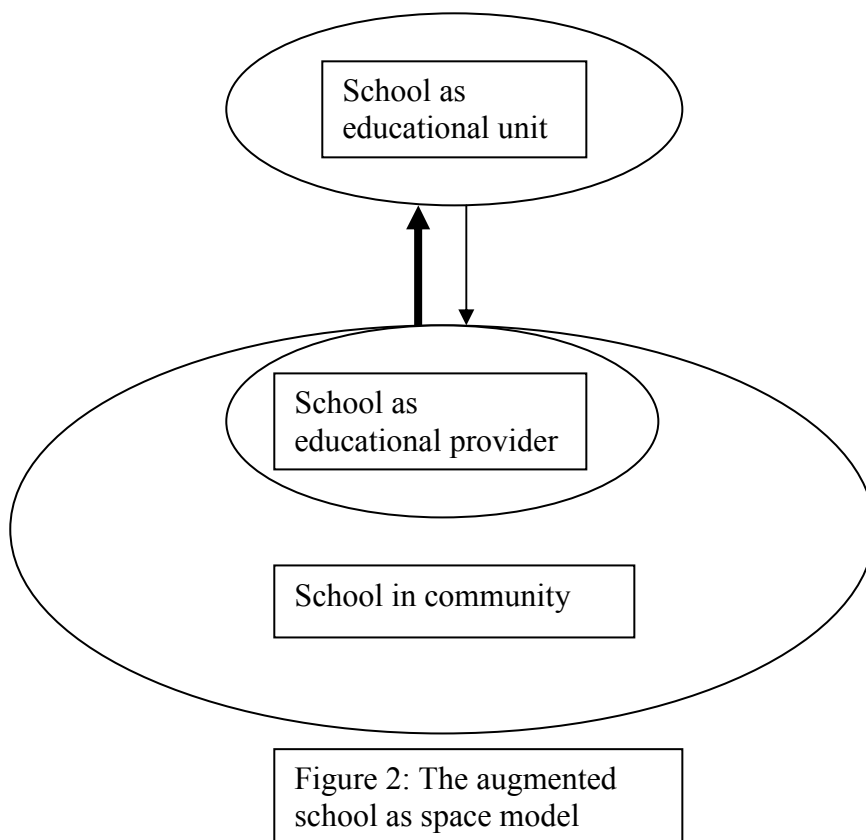 School as
educational unit
School as
educational provider
School in community
Figure 2: The augmented
school as space model